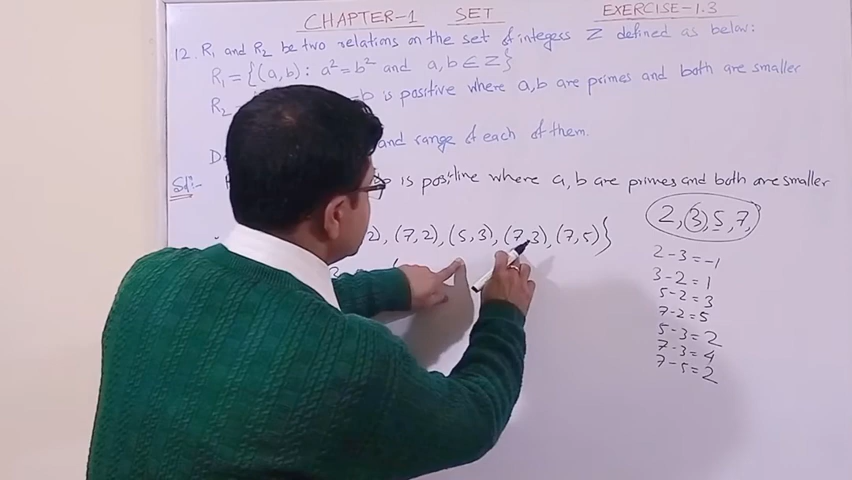 CHAPTER-1 SET EXERCISE-1.3
12. R₁ and R₂ be two relations on the set of integers Z defined as below:
R₁ = {(a,b): a² = b² and a,b ∈ Z}
R₂ = -b is positive where a,b are primes and both are smaller
and range of each of them.
Sol:- is positive where a, b are primes and both are smaller
2), (7,2), (5,3), (7,3), (7,5)}
2, 3, 5, 7,
2-3=-1
3-2=1
5-2=3
7-2=5
5-3=2
7-3=4
7-5=2